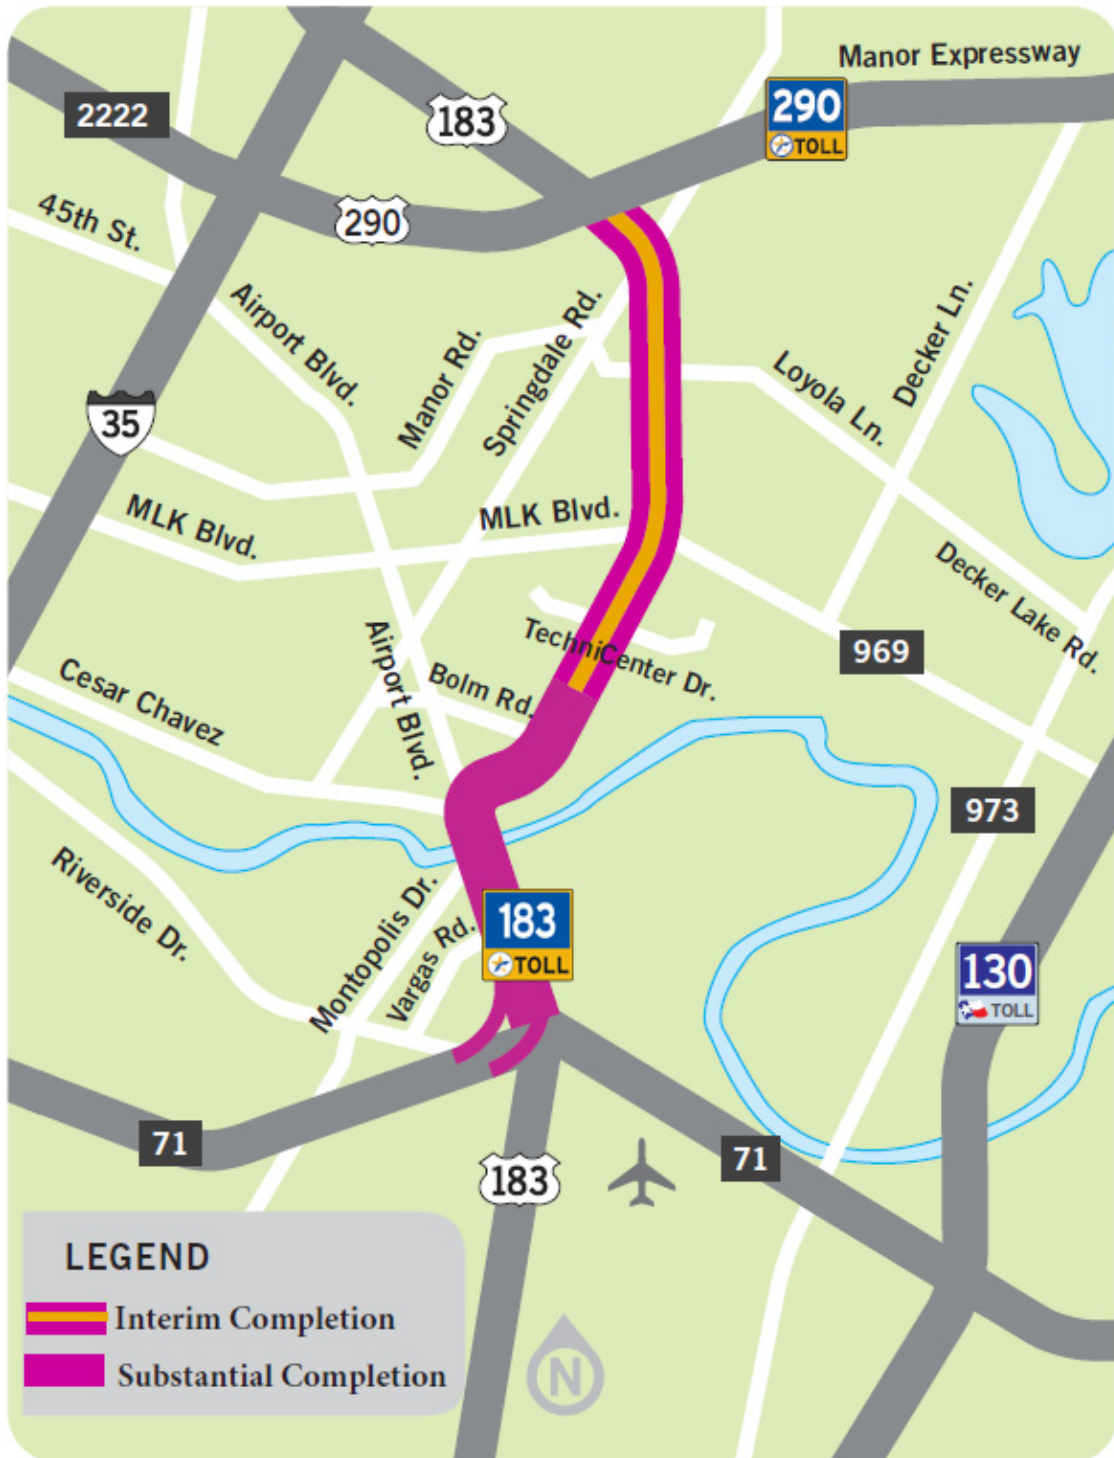 Manor Expressway
2222
183
290
TOLL
45th St.
290
Airport Blvd.
Manor Rd.
Springdale Rd.
Decker Ln.
Loyola Ln.
35
MLK Blvd.
MLK Blvd.
Decker Lake Rd.
TechniCenter Dr.
969
Airport Blvd.
Bolm Rd.
Cesar Chavez
973
Riverside Dr.
Montopolis Dr.
Vargas Rd.
183
TOLL
130
TOLL
71
71
183
LEGEND
Interim Completion
Substantial Completion
N